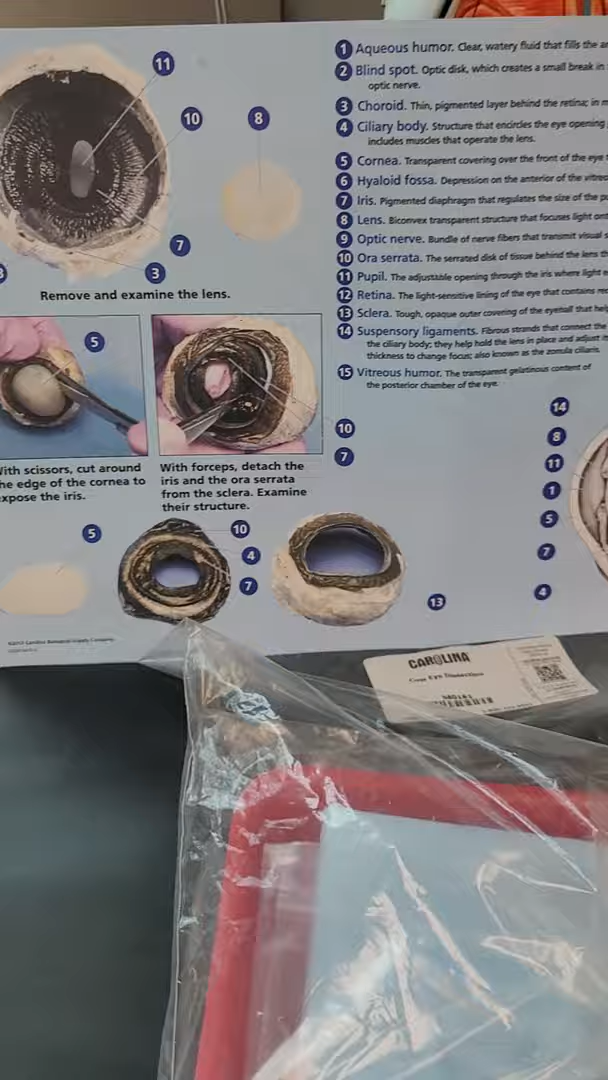 11
10
8
7
3
Remove and examine the lens.
5
With scissors, cut around
the edge of the cornea to
expose the iris.
With forceps, detach the
iris and the ora serrata
from the sclera. Examine
their structure.
10
7
5
10
4
7
13
1 Aqueous humor. Clear, watery fluid that fills the
2 Blind spot. Optic disk, which creates a small break in
optic nerve.
3 Choroid. Thin, pigmented layer behind the retina; in
4 Ciliary body. Structure that encircles the eye opening
includes muscles that operate the lens.
5 Cornea. Transparent covering over the front of the eye
6 Hyaloid fossa. Depression on the anterior of the
7 Iris. Pigmented diaphragm that regulates the size of the
8 Lens. Biconvex transparent structure that focuses light
9 Optic nerve. Bundle of nerve fibers that transmit visual
10 Ora serrata. The serrated disk of tissue behind the lens
11 Pupil. The adjustable opening through the iris where light
12 Retina. The light-sensitive lining of the eye that contains
13 Sclera. Tough, opaque outer covering of the eyeball that
14 Suspensory ligaments. Fibrous strands that connect the
the ciliary body; they help hold the lens in place and adjust
thickness to change focus; also known as the zonula ciliaris.
15 Vitreous humor. The transparent gelatinous content of
the posterior chamber of the eye.
14
8
11
1
5
7
4
Carolina Biological Supply Company
CAROLINA
Cow Eye Dissection